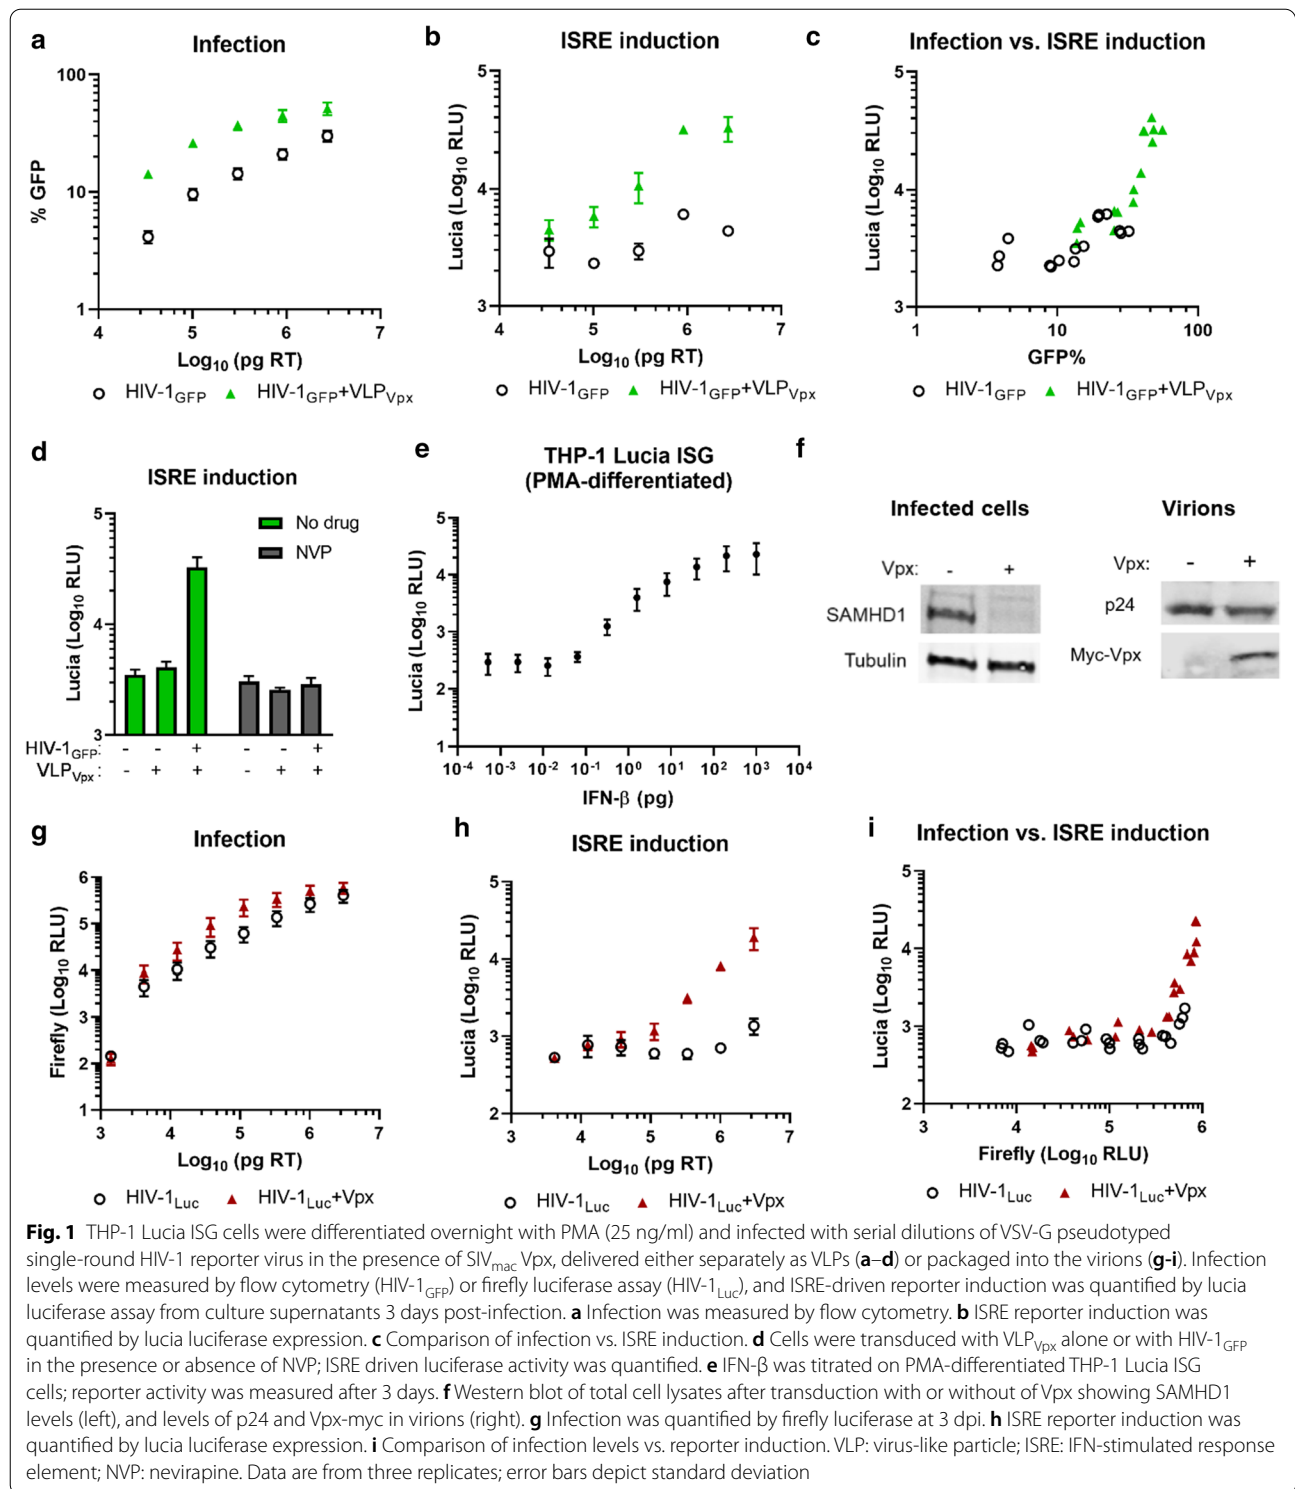 a
Infection
100
10
1
% GFP
4 5 6 7
Log10 (pg RT)
HIV-1GFP HIV-1GFP+VLPVpx
b
ISRE induction
5
4
3
Lucia (Log10 RLU)
4 5 6 7
Log10 (pg RT)
HIV-1GFP HIV-1GFP+VLPVpx
c
Infection vs. ISRE induction
5
4
3
Lucia (Log10 RLU)
1 10 100
GFP%
HIV-1GFP HIV-1GFP+VLPVpx
d
ISRE induction
5
4
3
Lucia (Log10 RLU)
No drug
NVP
HIV-1GFP: - - + - - +
VLPVpx: - + + - + +
e
THP-1 Lucia ISG
(PMA-differentiated)
5
4
3
2
1
Lucia (Log10 RLU)
10-4 10-3 10-2 10-1 100 101 102 103 104
IFN-β (pg)
f
Infected cells
Vpx: - +
SAMHD1
Tubulin
Virions
Vpx: - +
p24
Myc-Vpx
g
Infection
6
5
4
3
2
1
Firefly (Log10 RLU)
3 4 5 6 7
Log10 (pg RT)
HIV-1Luc HIV-1Luc+Vpx
h
ISRE induction
5
4
3
2
Lucia (Log10 RLU)
3 4 5 6 7
Log10 (pg RT)
HIV-1Luc HIV-1Luc+Vpx
i
Infection vs. ISRE induction
5
4
3
2
Lucia (Log10 RLU)
3 4 5 6
Firefly (Log10 RLU)
HIV-1Luc HIV-1Luc+Vpx
Fig. 1 THP-1 Lucia ISG cells were differentiated overnight with PMA (25 ng/ml) and infected with serial dilutions of VSV-G pseudotyped
single-round HIV-1 reporter virus in the presence of SIVmac Vpx, delivered either separately as VLPs (a–d) or packaged into the virions (g-i). Infection
levels were measured by flow cytometry (HIV-1GFP) or firefly luciferase assay (HIV-1Luc), and ISRE-driven reporter induction was quantified by lucia
luciferase assay from culture supernatants 3 days post-infection. a Infection was measured by flow cytometry. b ISRE reporter induction was
quantified by lucia luciferase expression. c Comparison of infection vs. ISRE induction. d Cells were transduced with VLPVpx alone or with HIV-1GFP
in the presence or absence of NVP; ISRE driven luciferase activity was quantified. e IFN-β was titrated on PMA-differentiated THP-1 Lucia ISG
cells; reporter activity was measured after 3 days. f Western blot of total cell lysates after transduction with or without of Vpx showing SAMHD1
levels (left), and levels of p24 and Vpx-myc in virions (right). g Infection was quantified by firefly luciferase at 3 dpi. h ISRE reporter induction was
quantified by lucia luciferase expression. i Comparison of infection levels vs. reporter induction. VLP: virus-like particle; ISRE: IFN-stimulated response
element; NVP: nevirapine. Data are from three replicates; error bars depict standard deviation